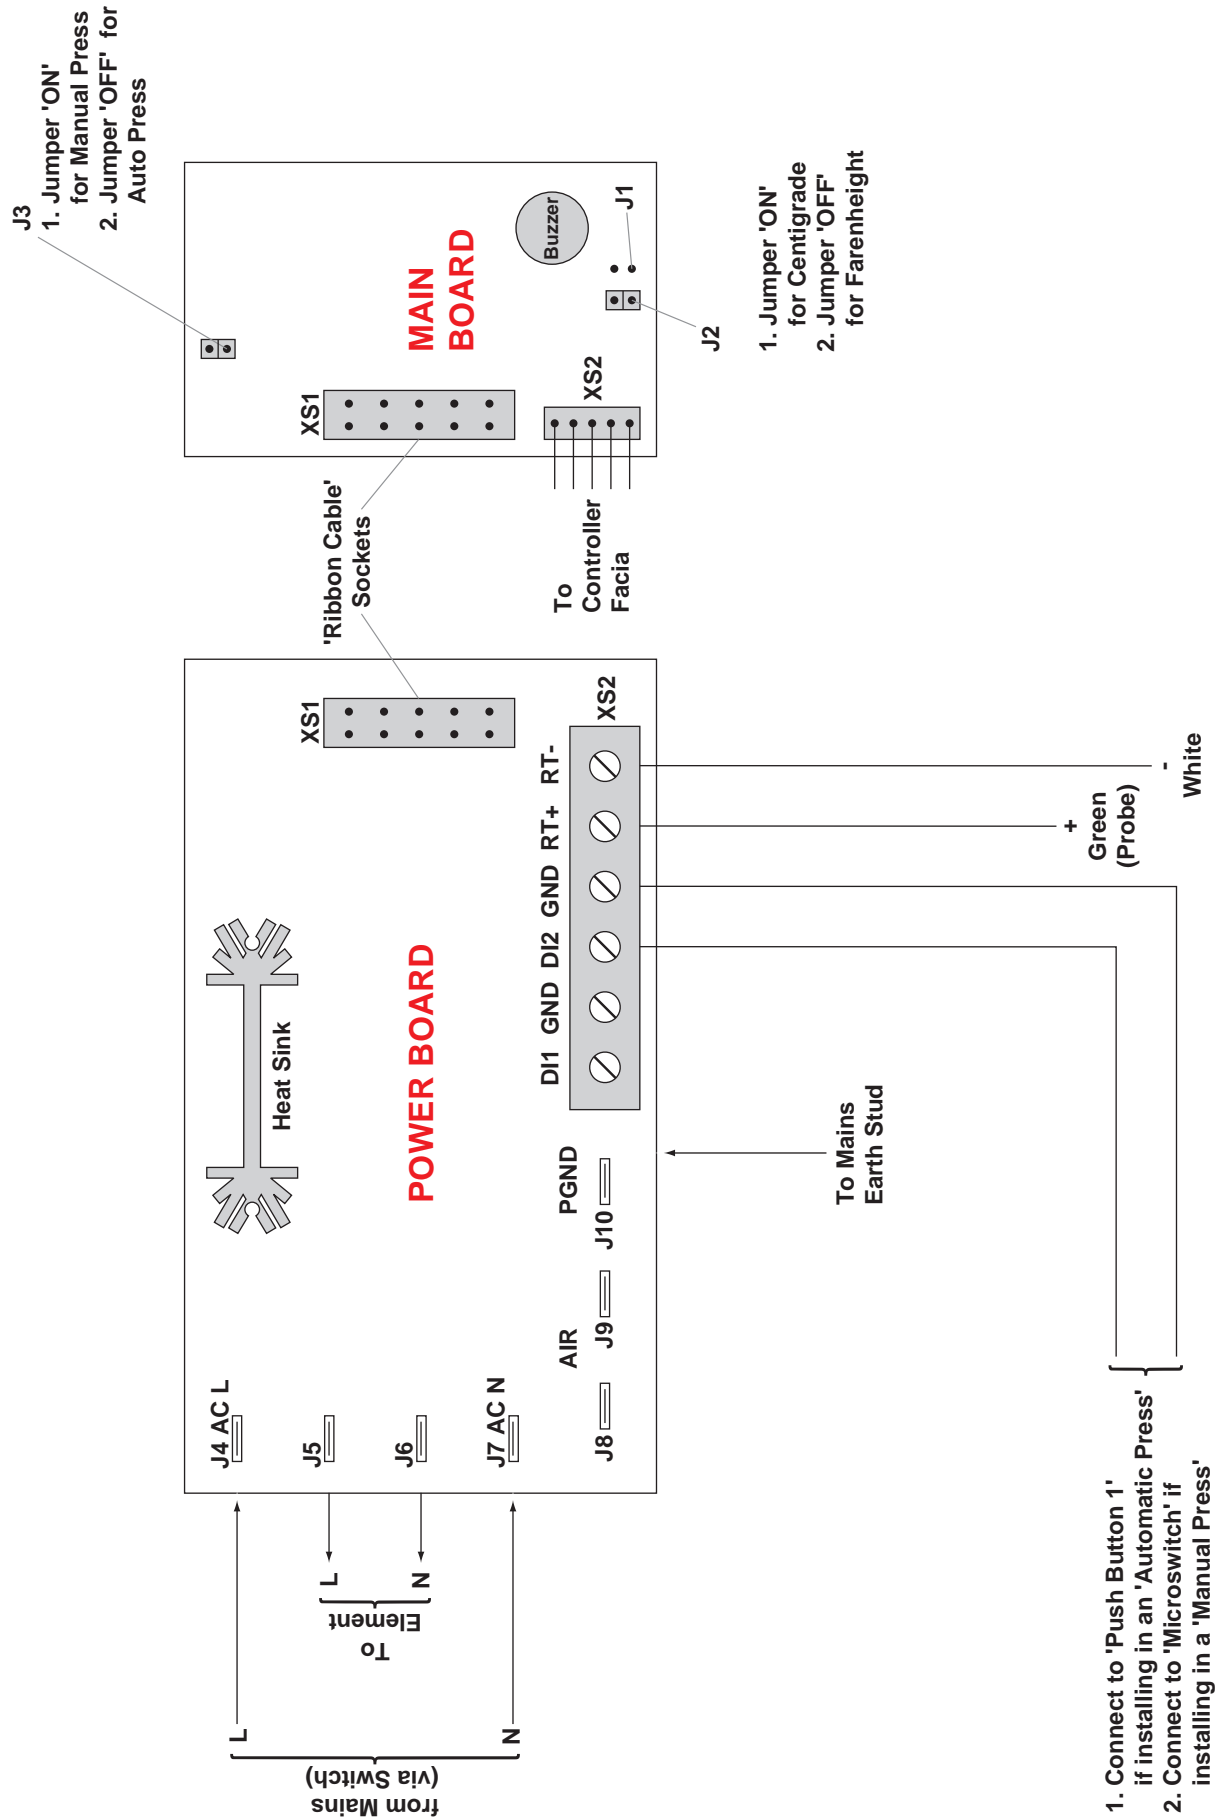 J3
1. Jumper 'ON'
for Manual Press
2. Jumper 'OFF' for
Auto Press
MAIN
BOARD
Buzzer
J1
J2
1. Jumper 'ON'
for Centigrade
2. Jumper 'OFF'
for Farenheight
XS1
XS2
'Ribbon Cable'
Sockets
To
Controller
Facia
XS1
XS2
Heat Sink
POWER BOARD
DI1 GND DI2 GND RT+ RT-
PGND
J10
AIR
J9
J8
J4 AC L
J5
J6
J7 AC N
L
N
To
Element
L
N
from Mains
(via Switch)
To Mains
Earth Stud
+
Green
(Probe)
-
White
1. Connect to 'Push Button 1'
if installing in an 'Automatic Press'
2. Connect to 'Microswitch' if
installing in a 'Manual Press'